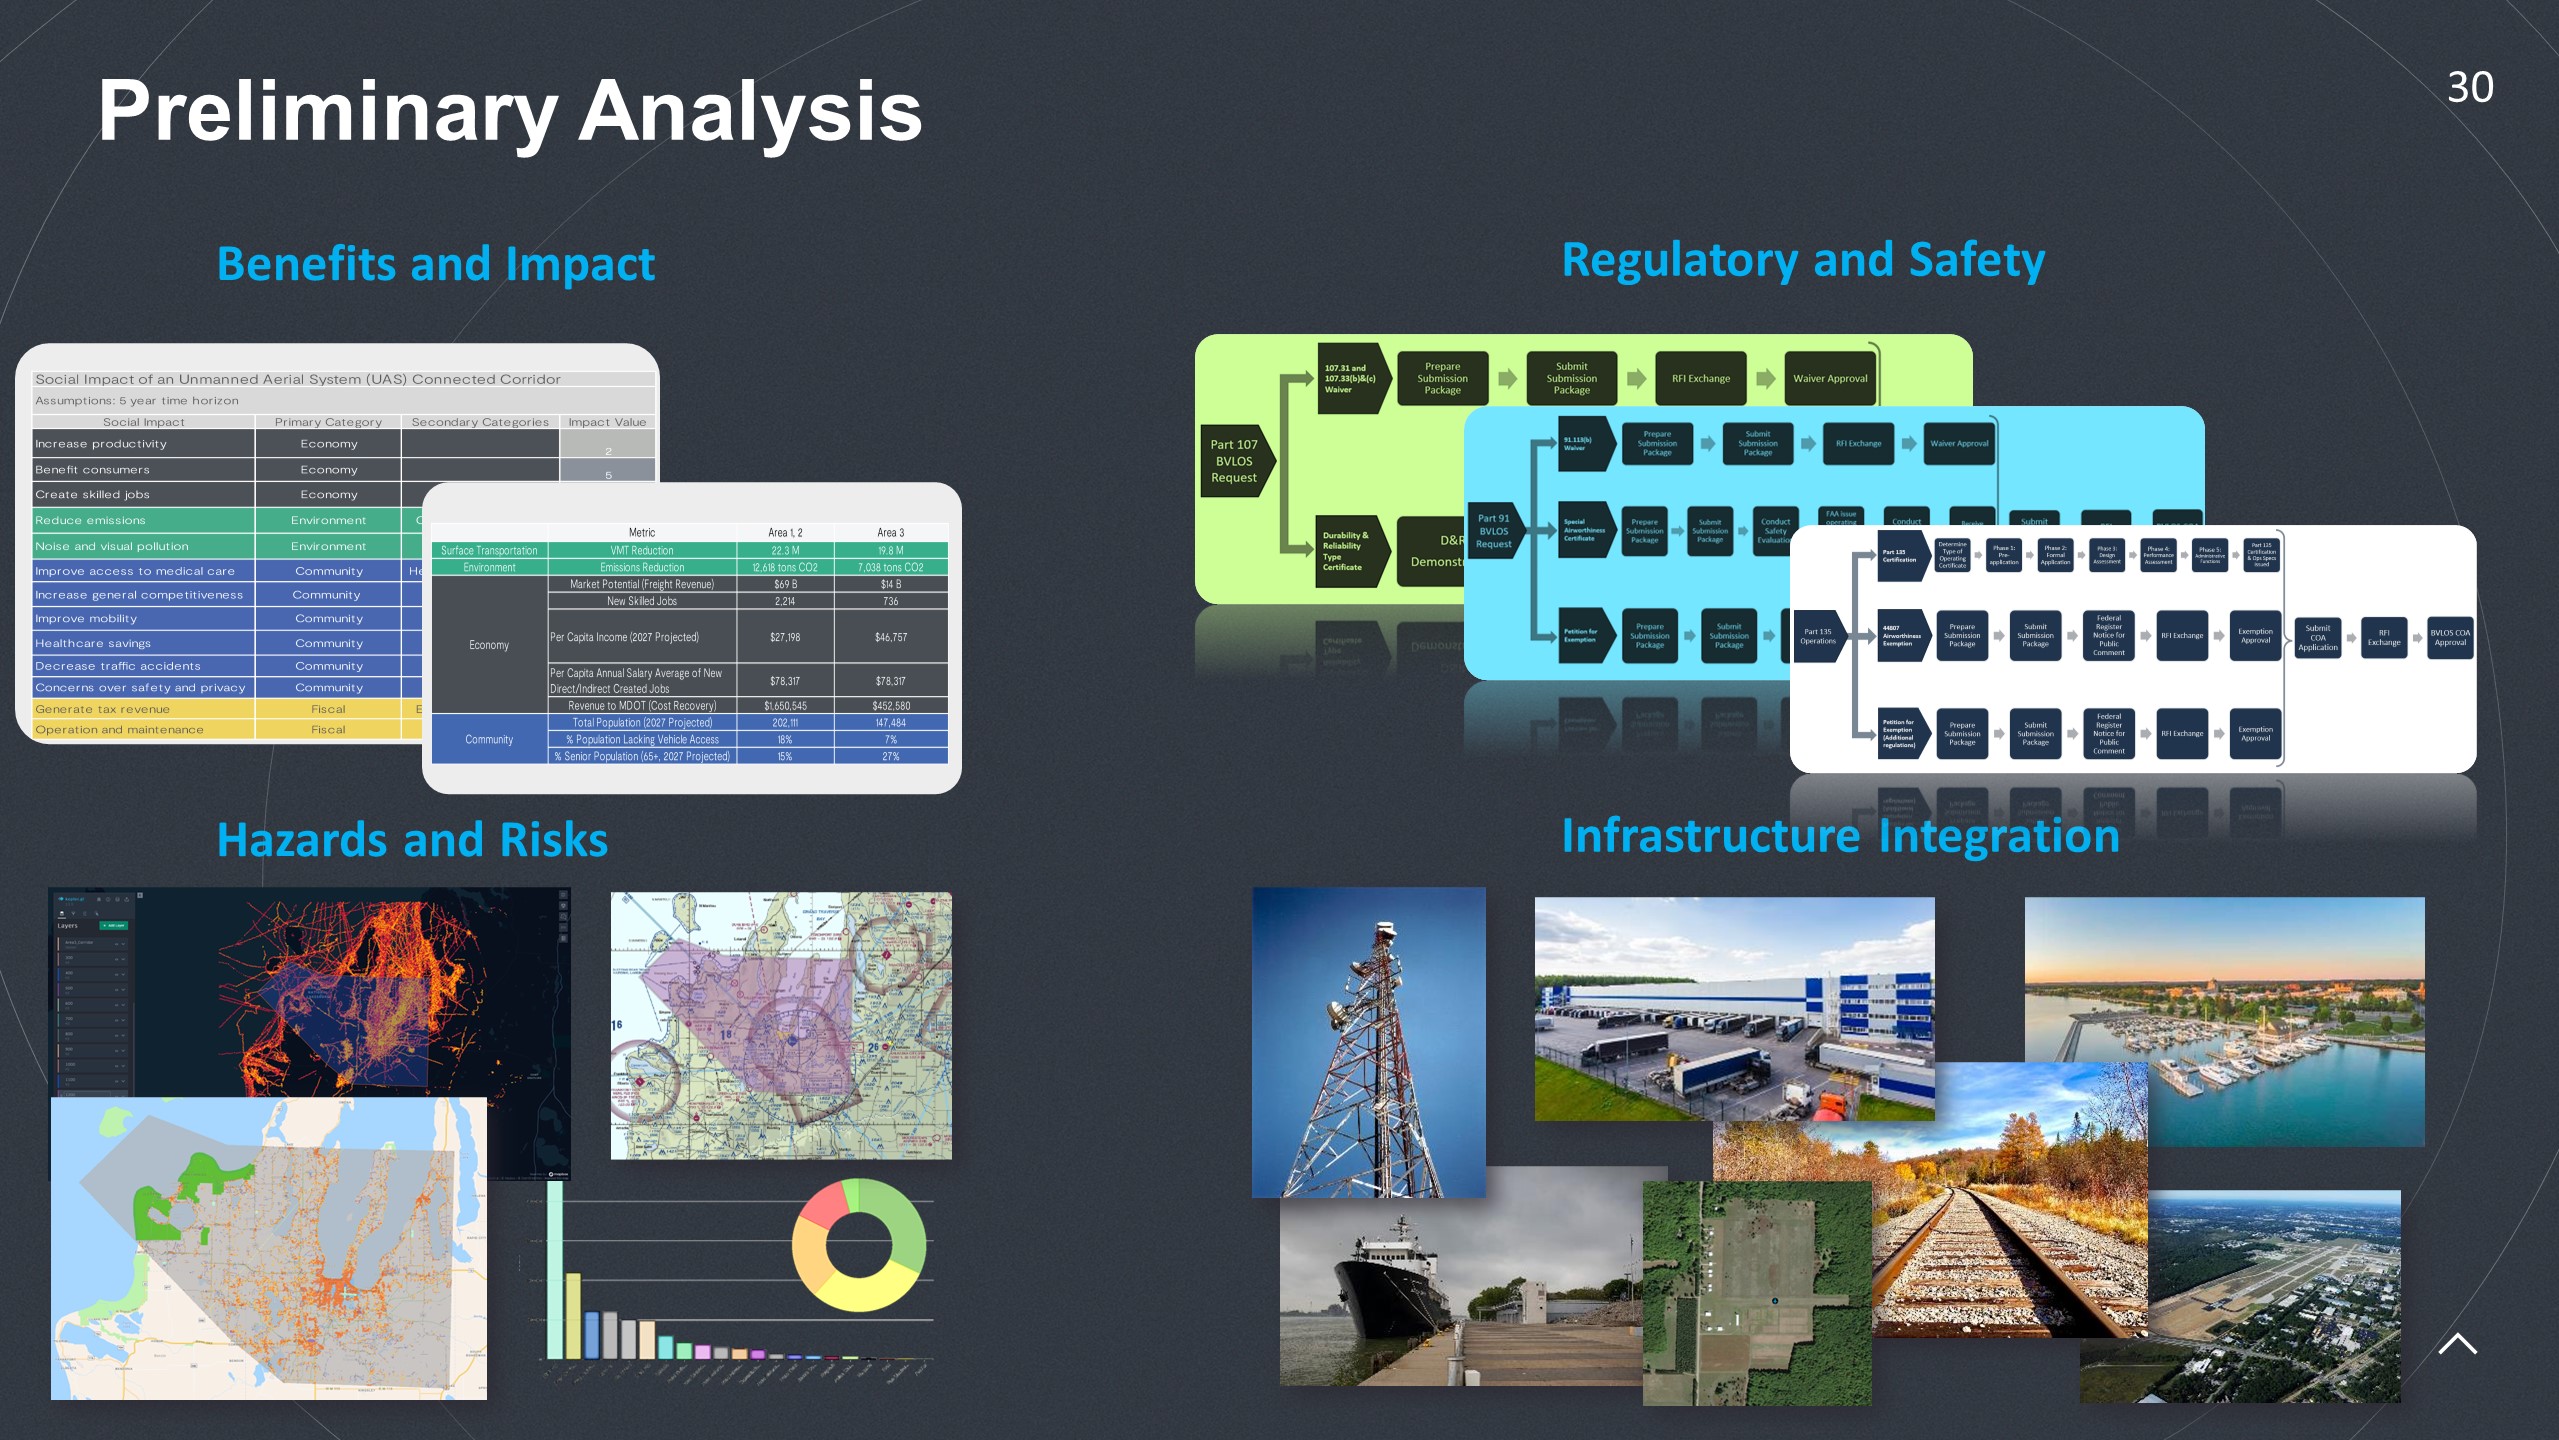 Preliminary Analysis
30
Benefits and Impact
Social Impact of an Unmanned Aerial System (UAS) Connected Corridor
Assumptions: 5 year time horizon
Social Impact Primary Category Secondary Categories Impact Value
Increase productivity Economy 2
Benefit consumers Economy 5
Create skilled jobs Economy
Reduce emissions Environment
Noise and visual pollution Environment
Improve access to medical care Community
Increase general competitiveness Community
Improve mobility Community
Healthcare savings Community
Decrease traffic accidents Community
Concerns over safety and privacy Community
Generate tax revenue Fiscal
Operation and maintenance Fiscal
Metric Area 1, 2 Area 3
Surface Transportation VMT Reduction 22.3 M 19.8 M
Environment Emissions Reduction 12,618 tons CO2 7,038 tons CO2
Economy
Market Potential (Freight Revenue) $69 B $14 B
New Skilled Jobs 2,214 736
Per Capita Income (2027 Projected) $27,198 $46,757
Per Capita Annual Salary Average of New
Direct/Indirect Created Jobs $78,317 $78,317
Revenue to MDOT (Cost Recovery) $1,650,545 $452,580
Community
Total Population (2027 Projected) 202,111 147,484
% Population Lacking Vehicle Access 18% 7%
% Senior Population (65+, 2027 Projected) 15% 27%
Regulatory and Safety
Part 107
BVLOS
Request
107.31 and
107.33(b)&(c)
Waiver
Prepare
Submission
Package
Submit
Submission
Package
RFI Exchange
Waiver Approval
Durability &
Reliability
Type
Certificate
Part 91
BVLOS
Request
91.113(b)
Waiver
Prepare
Submission
Package
Submit
Submission
Package
RFI Exchange
Waiver Approval
Special
Airworthiness
Certificate
Prepare
Submission
Package
Submit
Submission
Package
Conduct
Safety
FAA issue
operating
Conduct
Submit
Petition for
Exemption
Prepare
Submission
Package
Submit
Submission
Package
Part 135
Operations
Part 135
Certification
Determine
Type of
Operating
Certificate
Phase 1:
Pre-
application
Phase 2:
Formal
Application
Phase 3:
Design
Assessment
Phase 4:
Performance
Assessment
Phase 5:
Administrative
Functions
Part 135
Certification
& Ops Specs
Issued
44807
Airworthiness
Exemption
Prepare
Submission
Package
Submit
Submission
Package
Federal
Register
Notice for
Public
Comment
RFI Exchange
Exemption
Approval
Submit
COA
Application
RFI
Exchange
BVLOS COA
Approval
Petition for
Exemption
(Additional
regulations)
Prepare
Submission
Package
Submit
Submission
Package
Federal
Register
Notice for
Public
Comment
RFI Exchange
Exemption
Approval
Hazards and Risks
Layers
16
18
26
Infrastructure Integration